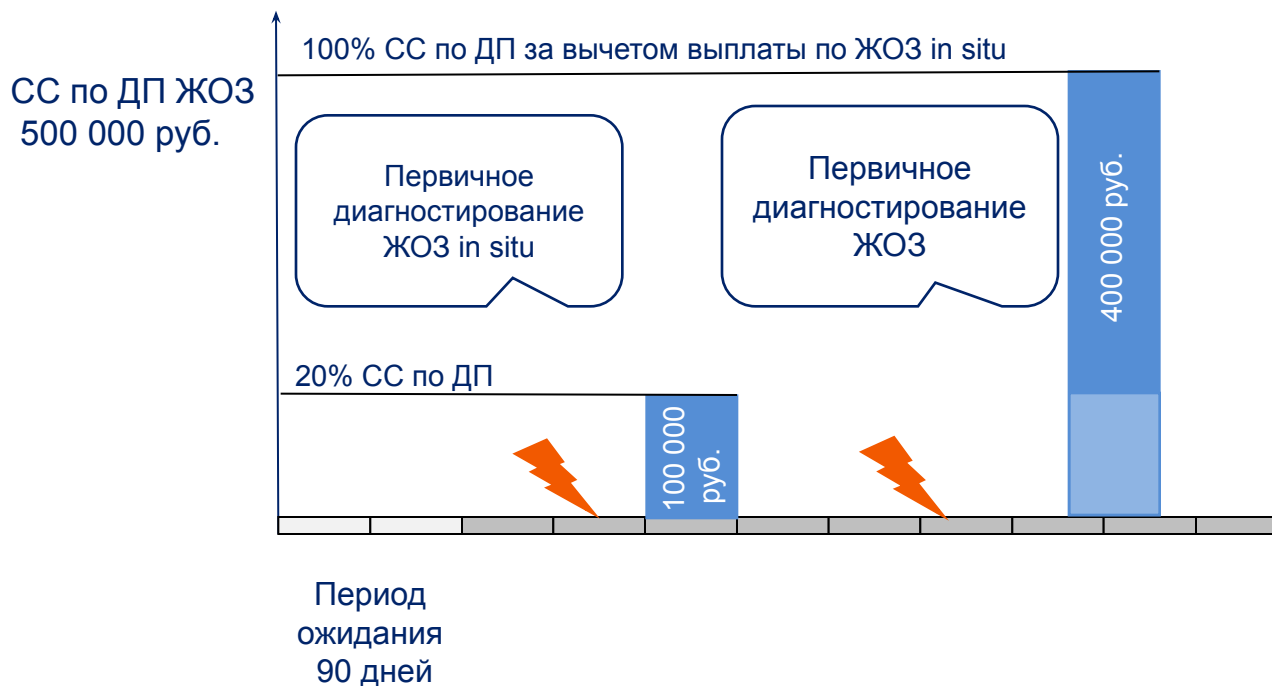 100% СС по ДП за вычетом выплаты по ЖОЗ in situ
СС по ДП ЖОЗ
500 000 руб.
Первичное
диагностирование
ЖОЗ in situ
Первичное
диагностирование
ЖОЗ
400 000 руб.
20% СС по ДП
100 000
руб.
Период
ожидания
90 дней